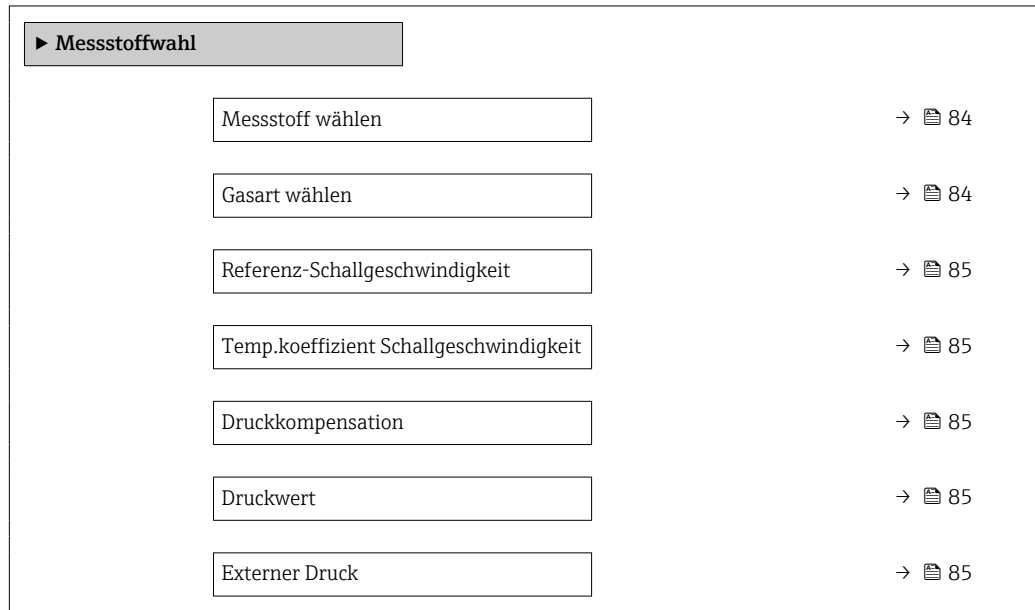 ► Messstoffwahl
Messstoff wählen → 84
Gasart wählen → 84
Referenz-Schallgeschwindigkeit → 85
Temp.koeffizient Schallgeschwindigkeit → 85
Druckkompensation → 85
Druckwert → 85
Externer Druck → 85